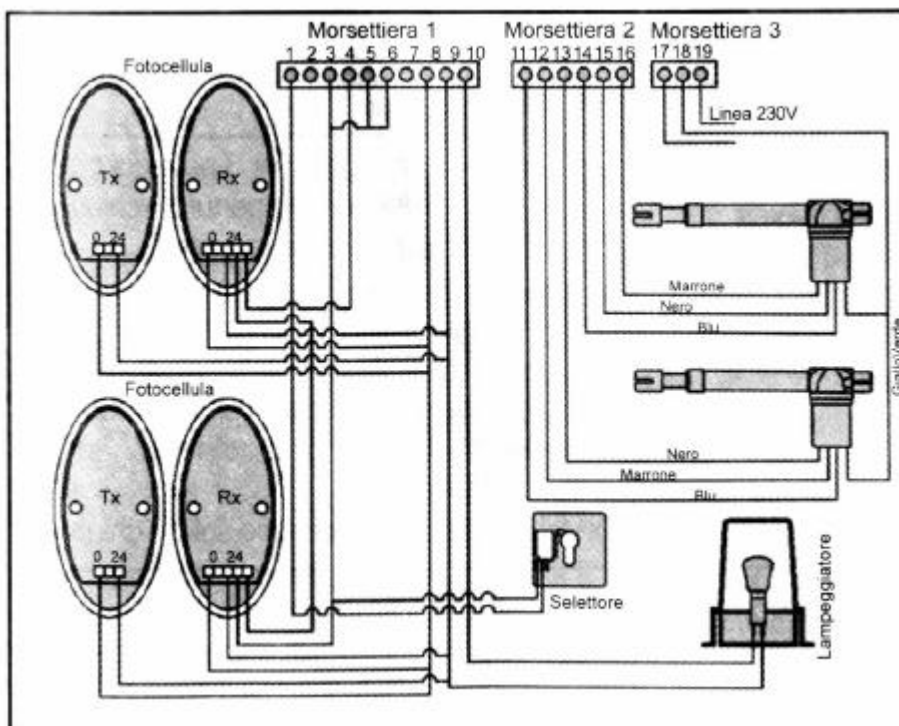 Morsettiera 1
1 2 3 4 5 6 7 8 9 10
Morsettiera 2
11 12 13 14 15 16
Morsettiera 3
17 18 19
Linea 230V
Fotocellula
Tx
0 24
Rx
0 24
Marrone
Nero
Blu
Giallo/Verde
Fotocellula
Tx
0 24
Rx
0 24
Nero
Marrone
Blu
Selettore
Lampeggiatore